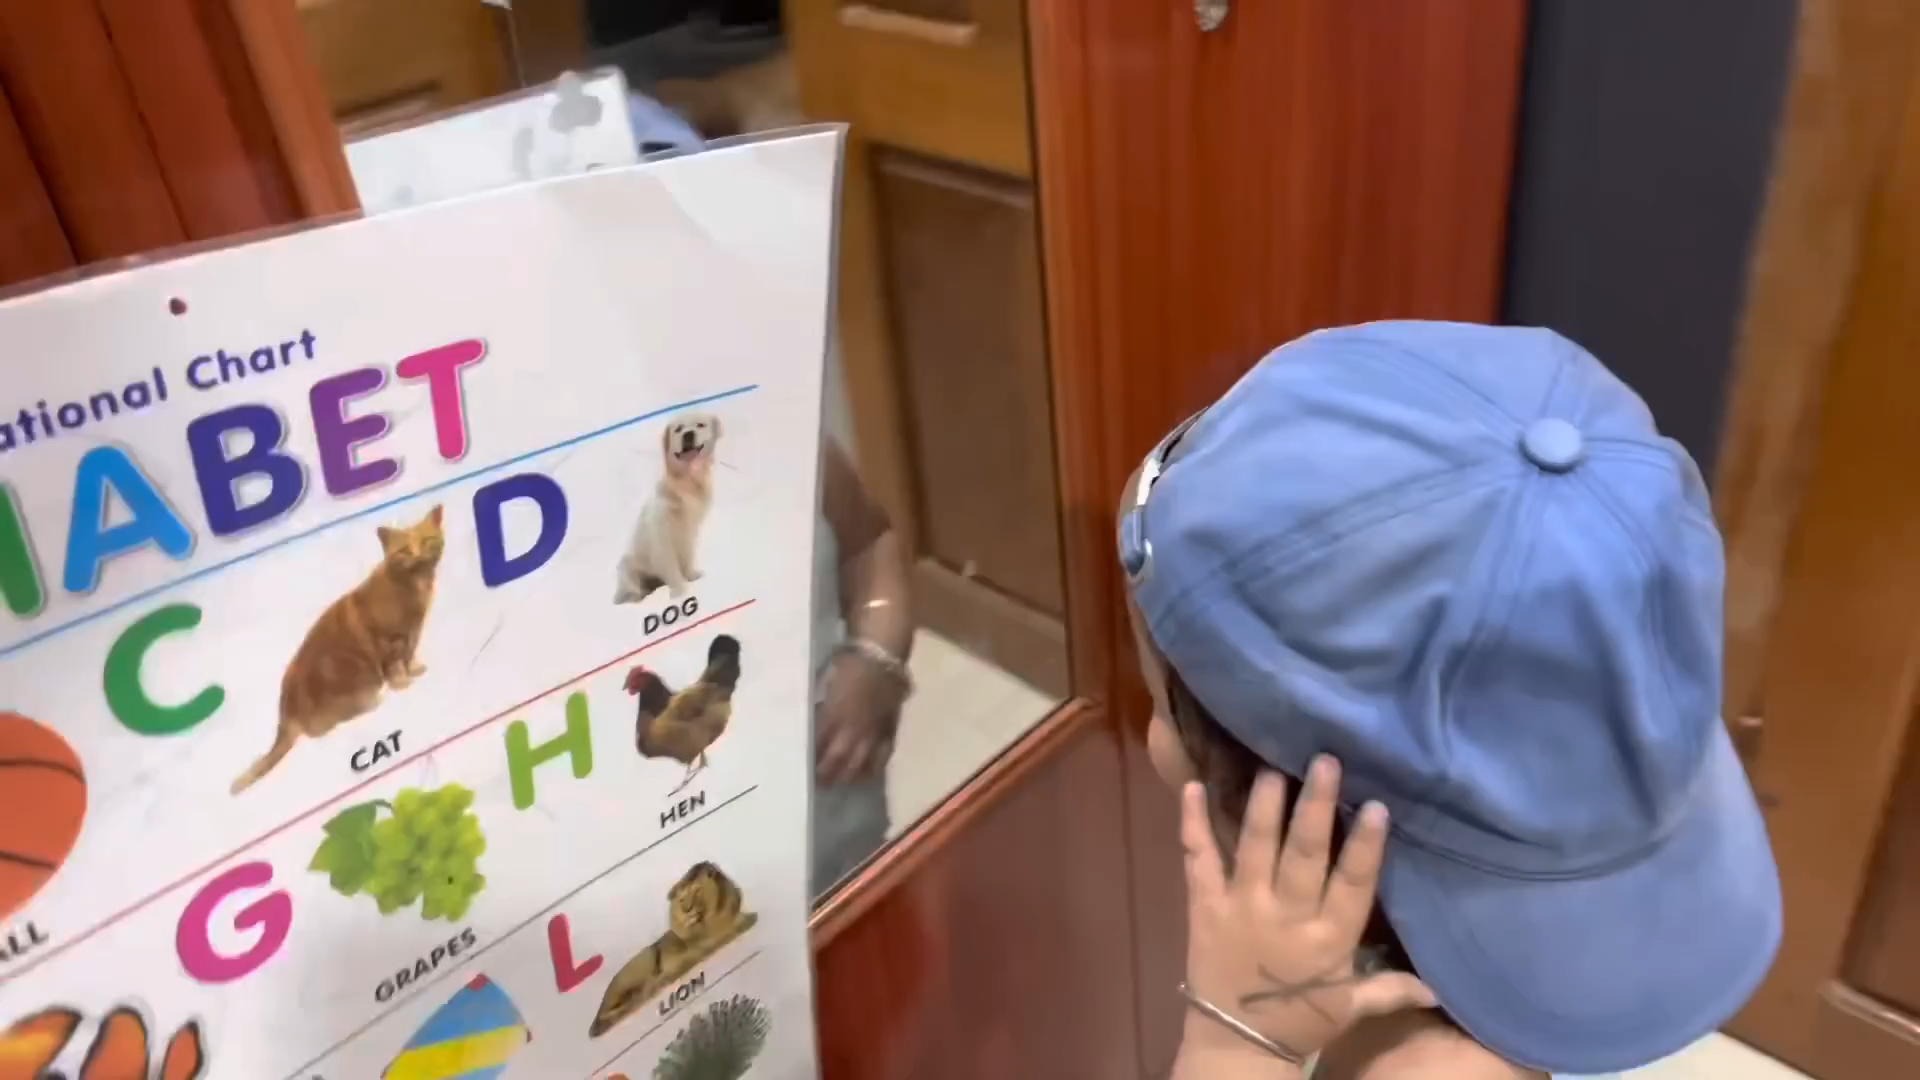 ational Chart
ABET
C
CAT
D
DOG
ALL
G
GRAPES
H
HEN
L
LION